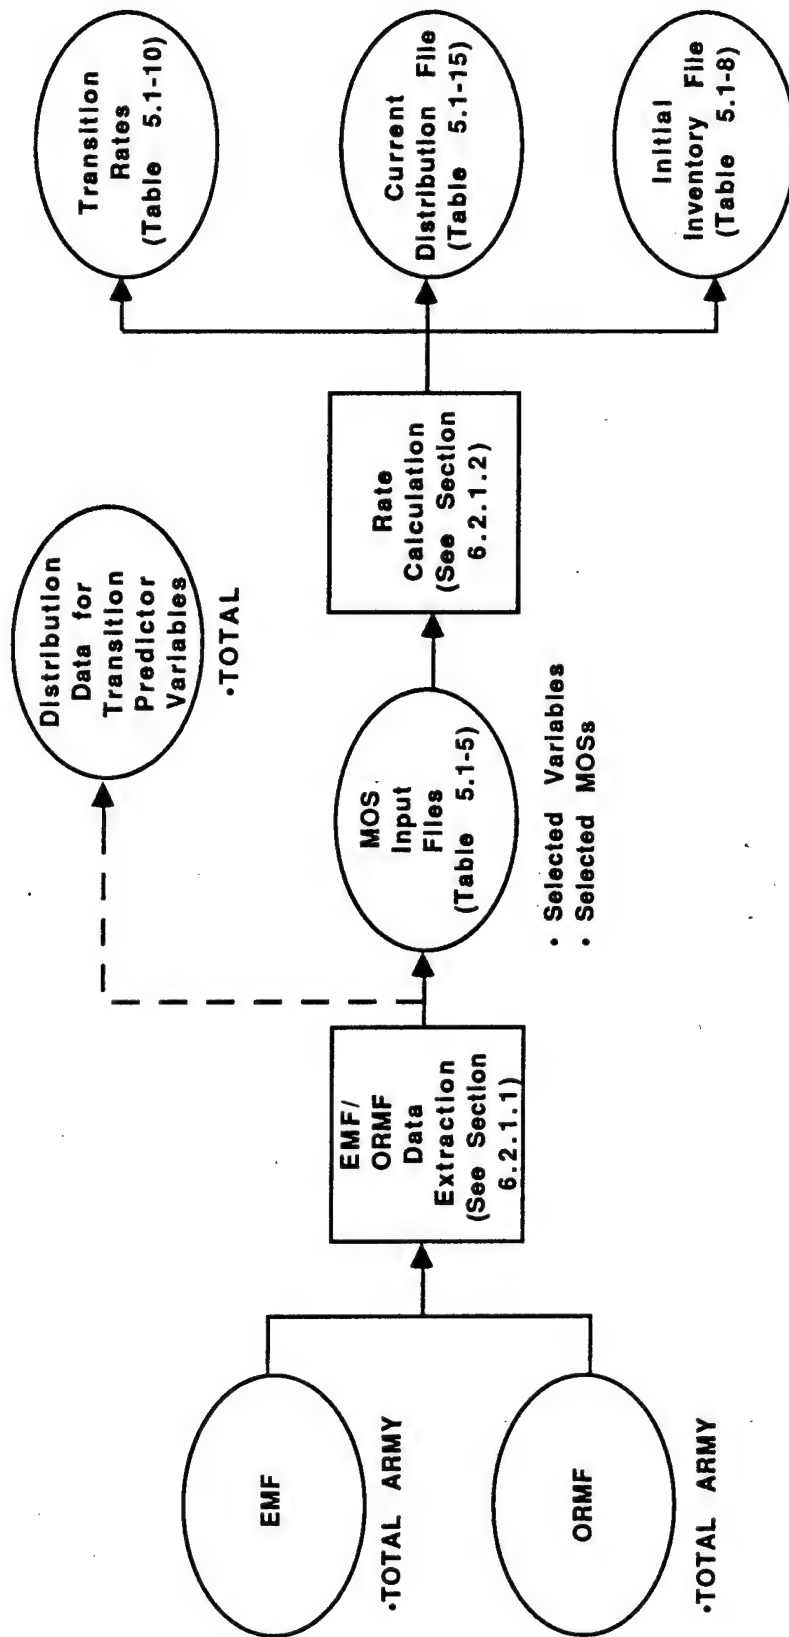 EMF
•TOTAL ARMY
ORMF
•TOTAL ARMY
EMF/
ORMF
Data
Extraction
(See Section
6.2.1.1)
Distribution
Data for
Transition
Predictor
Variables
•TOTAL
MOS
Input
Files
(Table 5.1-5)
• Selected Variables
• Selected MOSs
Rate
Calculation
(See Section
6.2.1.2)
Transition
Rates
(Table 5.1-10)
Current
Distribution File
(Table 5.1-15)
Initial
Inventory File
(Table 5.1-8)